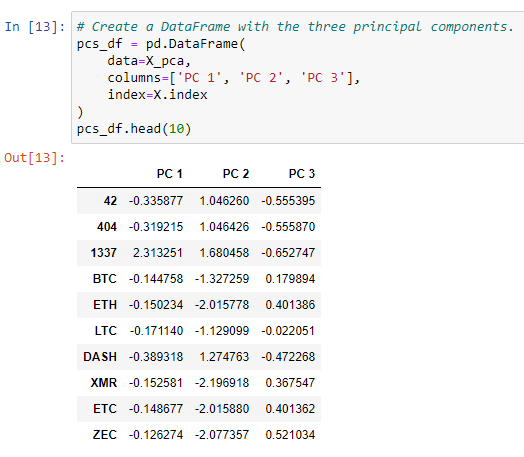 In [13]: # Create a DataFrame with the three principal components.
pcs_df = pd.DataFrame(
    data=X_pca,
    columns=['PC 1', 'PC 2', 'PC 3'],
    index=X.index
)
pcs_df.head(10)
Out[13]:
PC 1 PC 2 PC 3
42 -0.335877 1.046260 -0.555395
404 -0.319215 1.046426 -0.555870
1337 2.313251 1.680458 -0.652747
BTC -0.144758 -1.327259 0.179894
ETH -0.150234 -2.015778 0.401386
LTC -0.171140 -1.129099 -0.022051
DASH -0.389318 1.274763 -0.472268
XMR -0.152581 -2.196918 0.367547
ETC -0.148677 -2.015880 0.401362
ZEC -0.126274 -2.077357 0.521034